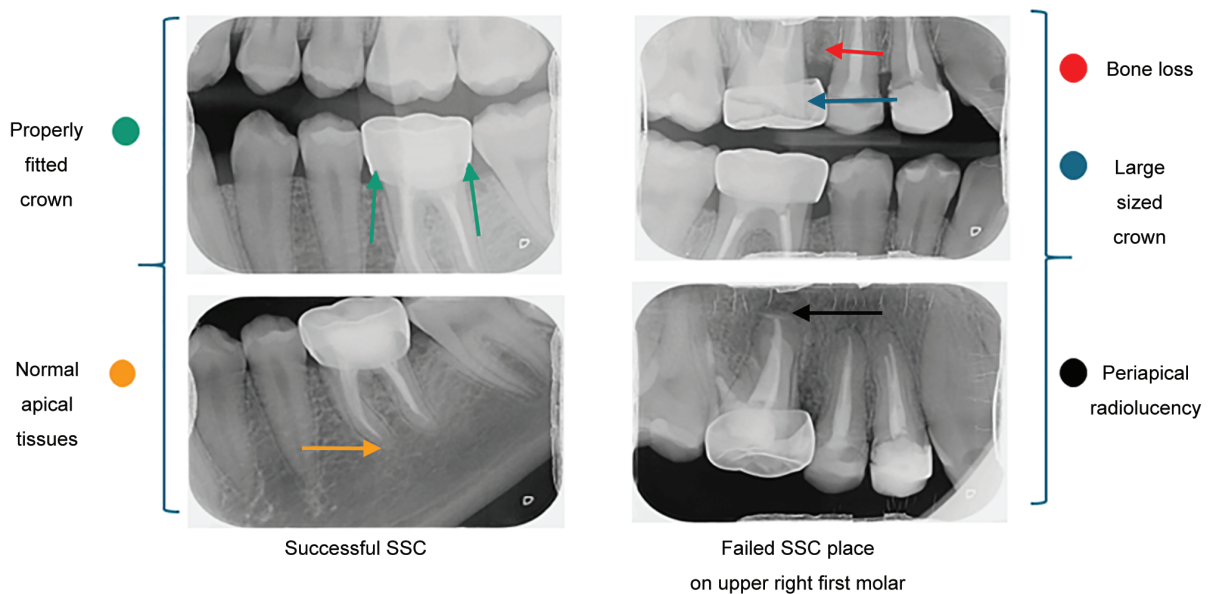 Properly
fitted
crown
Normal
apical
tissues
Bone loss
Large
sized
crown
Periapical
radiolucency
Successful SSC
Failed SSC place
on upper right first molar